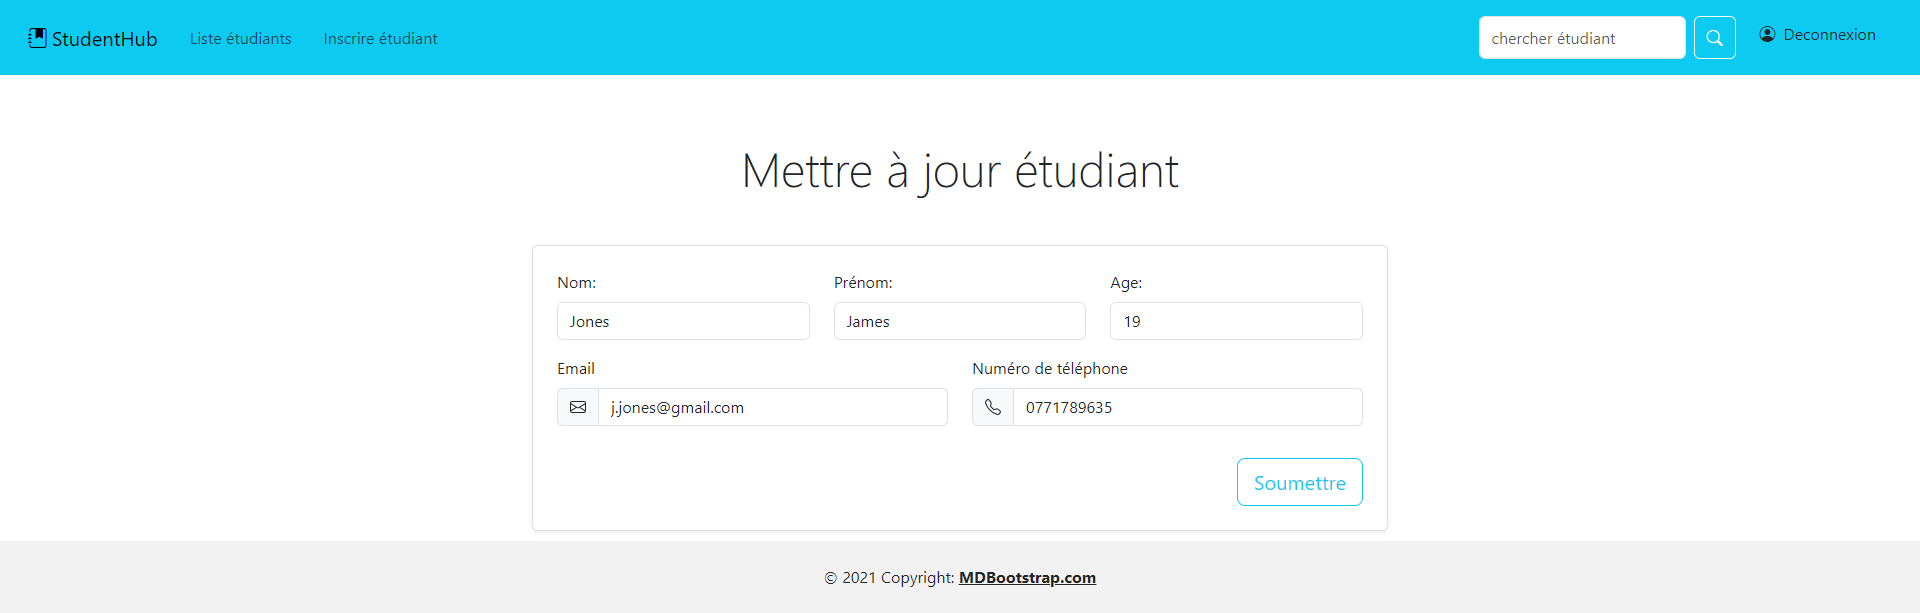 StudentHub Liste étudiants Inscrire étudiant chercher étudiant Deconnexion
Mettre à jour étudiant
Nom: Prénom: Age:
Jones James 19
Email Numéro de téléphone
j.jones@gmail.com 0771789635
Soumettre
© 2021 Copyright: MDBootstrap.com